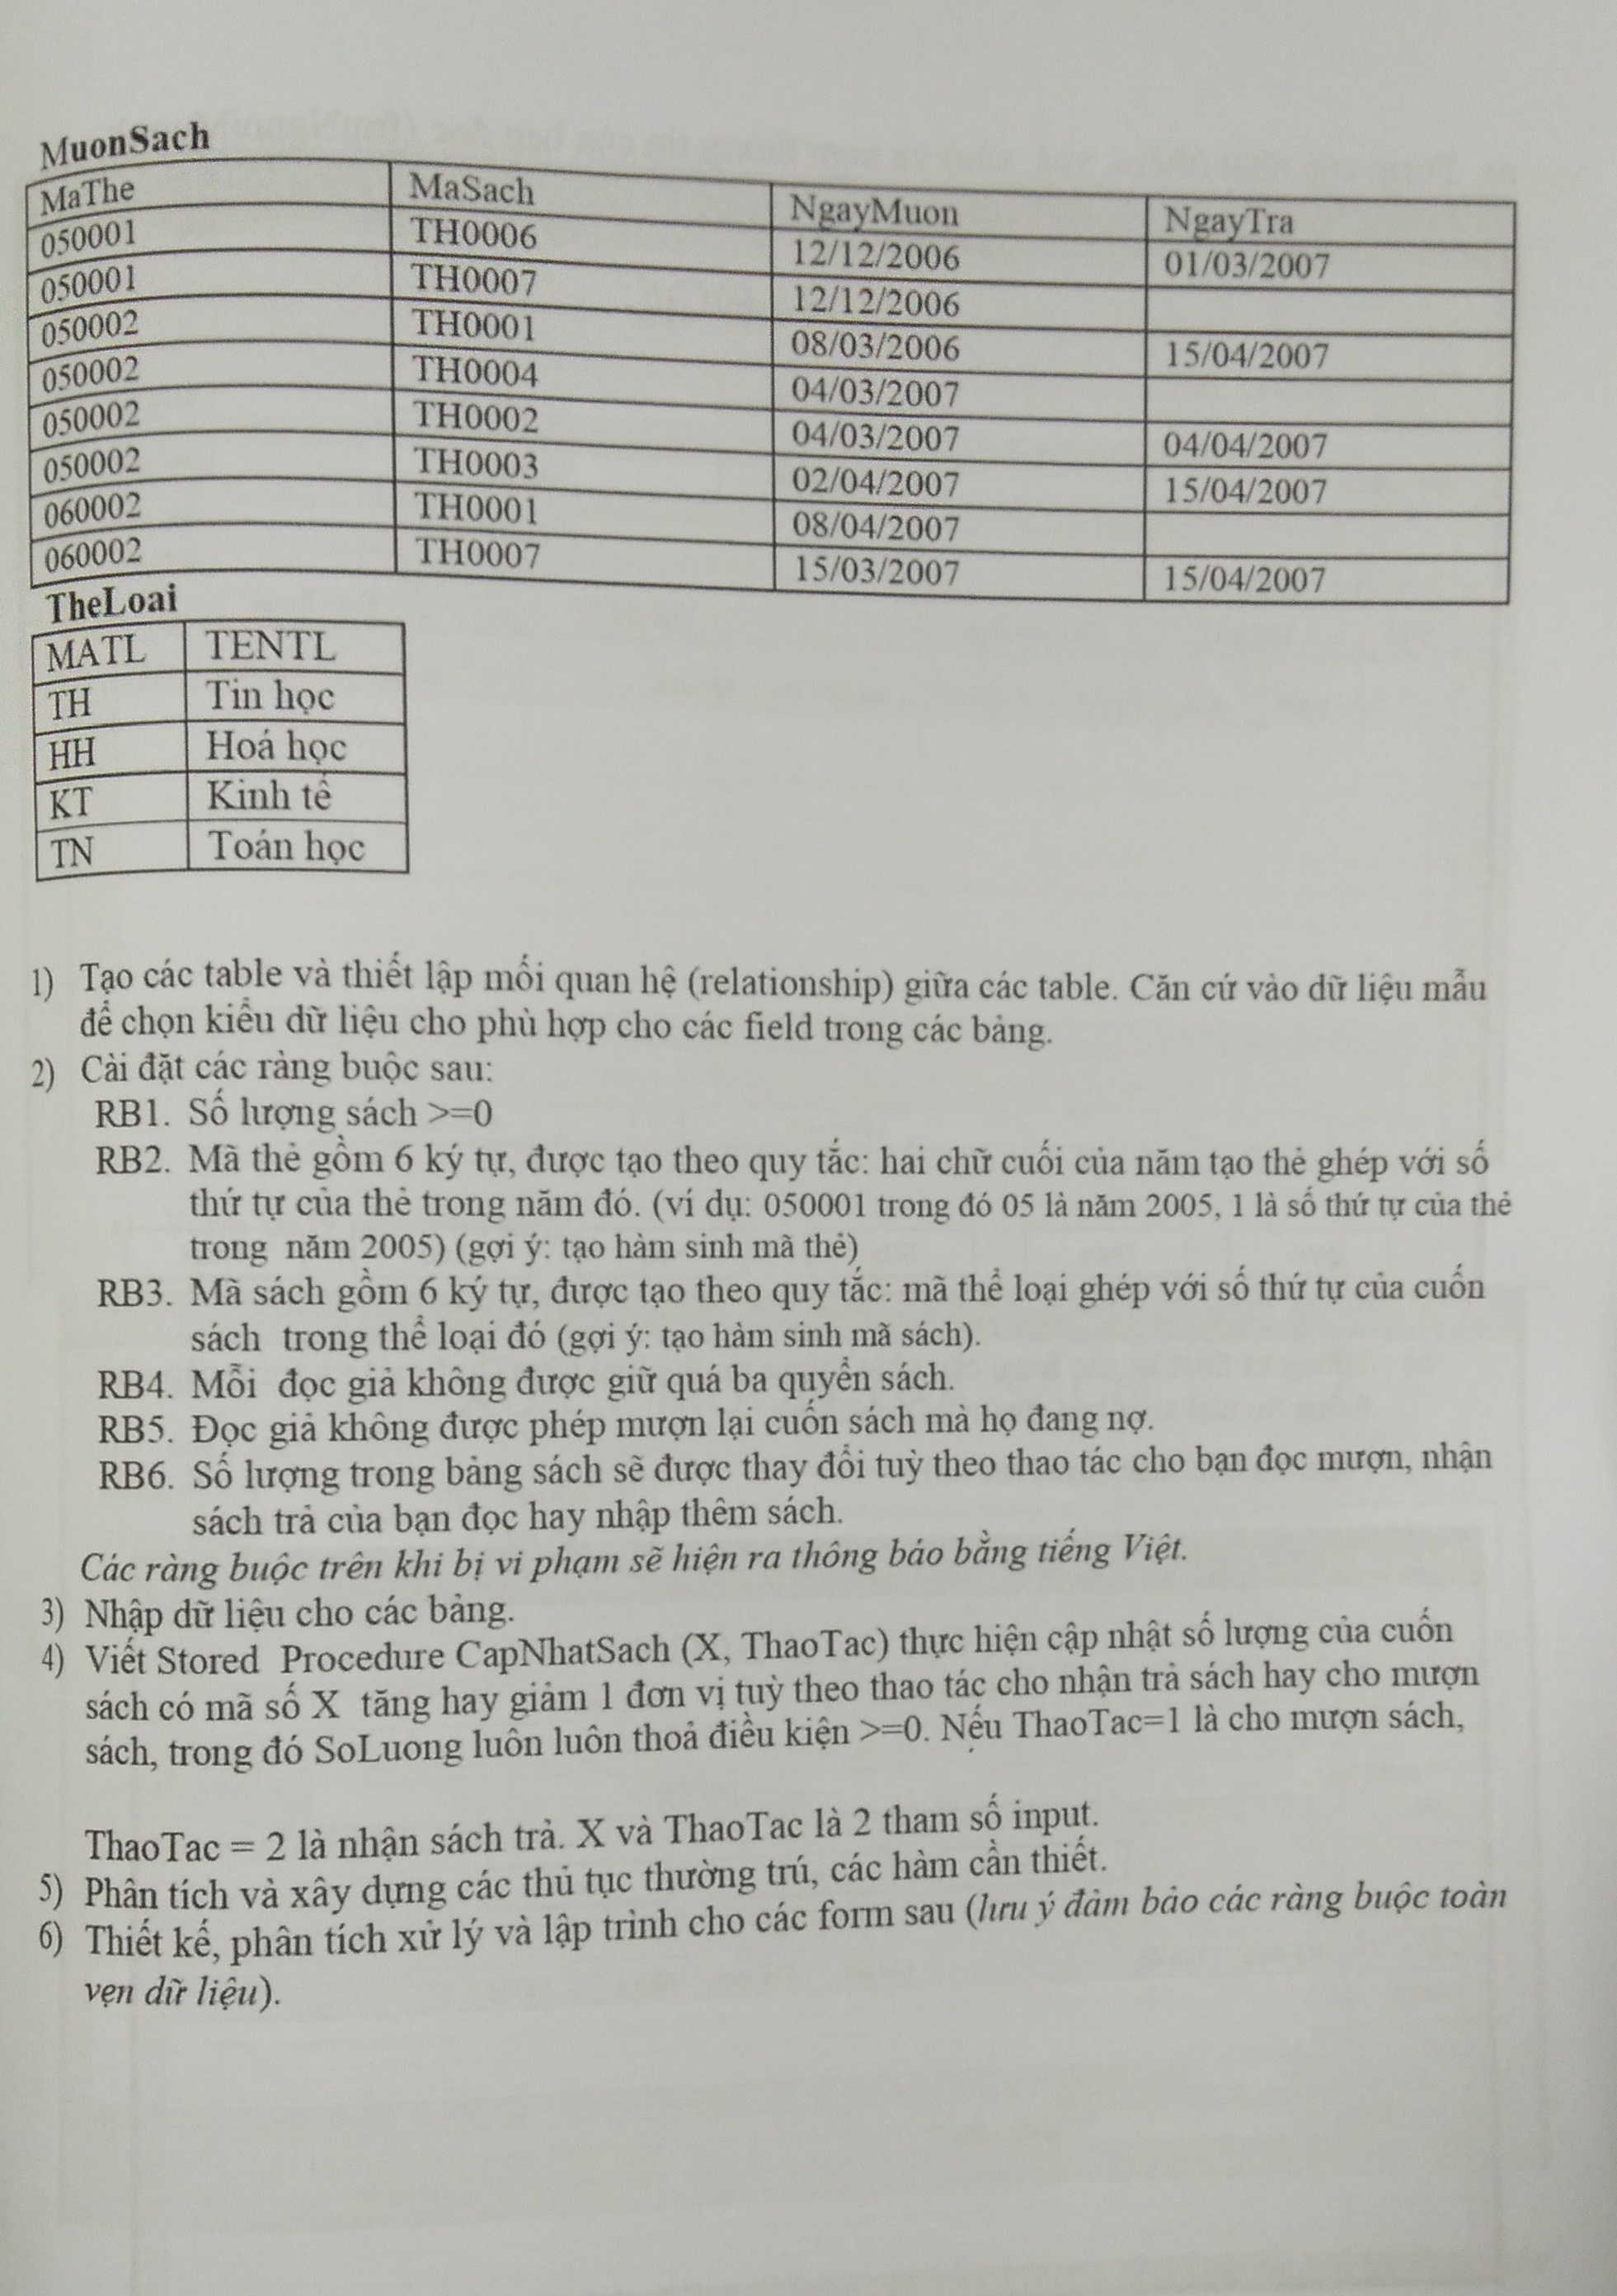 MuonSach
MaThe MaSach NgayMuon NgayTra
050001 TH0006 12/12/2006 01/03/2007
050001 TH0007 12/12/2006
050002 TH0001 08/03/2006 15/04/2007
050002 TH0004 04/03/2007
050002 TH0002 04/03/2007 04/04/2007
050002 TH0003 02/04/2007 15/04/2007
060002 TH0001 08/04/2007
060002 TH0007 15/03/2007 15/04/2007
TheLoai
MATL TENTL
TH Tin học
HH Hoá học
KT Kinh tế
TN Toán học
1) Tạo các table và thiết lập mối quan hệ (relationship) giữa các table. Căn cứ vào dữ liệu mẫu
để chọn kiểu dữ liệu cho phù hợp cho các field trong các bảng.
2) Cài đặt các ràng buộc sau:
RB1. Số lượng sách >=0
RB2. Mã thẻ gồm 6 ký tự, được tạo theo quy tắc: hai chữ cuối của năm tạo thẻ ghép với số
thứ tự của thẻ trong năm đó. (ví dụ: 050001 trong đó 05 là năm 2005, 1 là số thứ tự của thẻ
trong năm 2005) (gợi ý: tạo hàm sinh mã thẻ)
RB3. Mã sách gồm 6 ký tự, được tạo theo quy tắc: mã thể loại ghép với số thứ tự của cuốn
sách trong thể loại đó (gợi ý: tạo hàm sinh mã sách).
RB4. Mỗi đọc giả không được giữ quá ba quyển sách.
RB5. Đọc giả không được phép mượn lại cuốn sách mà họ đang nợ.
RB6. Số lượng trong bảng sách sẽ được thay đổi tuỳ theo thao tác cho bạn đọc mượn, nhận
sách trả của bạn đọc hay nhập thêm sách.
Các ràng buộc trên khi bị vi phạm sẽ hiện ra thông báo bằng tiếng Việt.
3) Nhập dữ liệu cho các bảng.
4) Viết Stored Procedure CapNhatSach (X, ThaoTac) thực hiện cập nhật số lượng của cuốn
sách có mã số X tăng hay giảm 1 đơn vị tuỳ theo thao tác cho nhận trả sách hay cho mượn
sách, trong đó SoLuong luôn luôn thoả điều kiện >=0. Nếu ThaoTac=1 là cho mượn sách,
ThaoTac = 2 là nhận sách trả. X và ThaoTac là 2 tham số input.
5) Phân tích và xây dựng các thủ tục thường trú, các hàm cần thiết.
6) Thiết kế, phân tích xử lý và lập trình cho các form sau (lưu ý đảm bảo các ràng buộc toàn
vẹn dữ liệu).